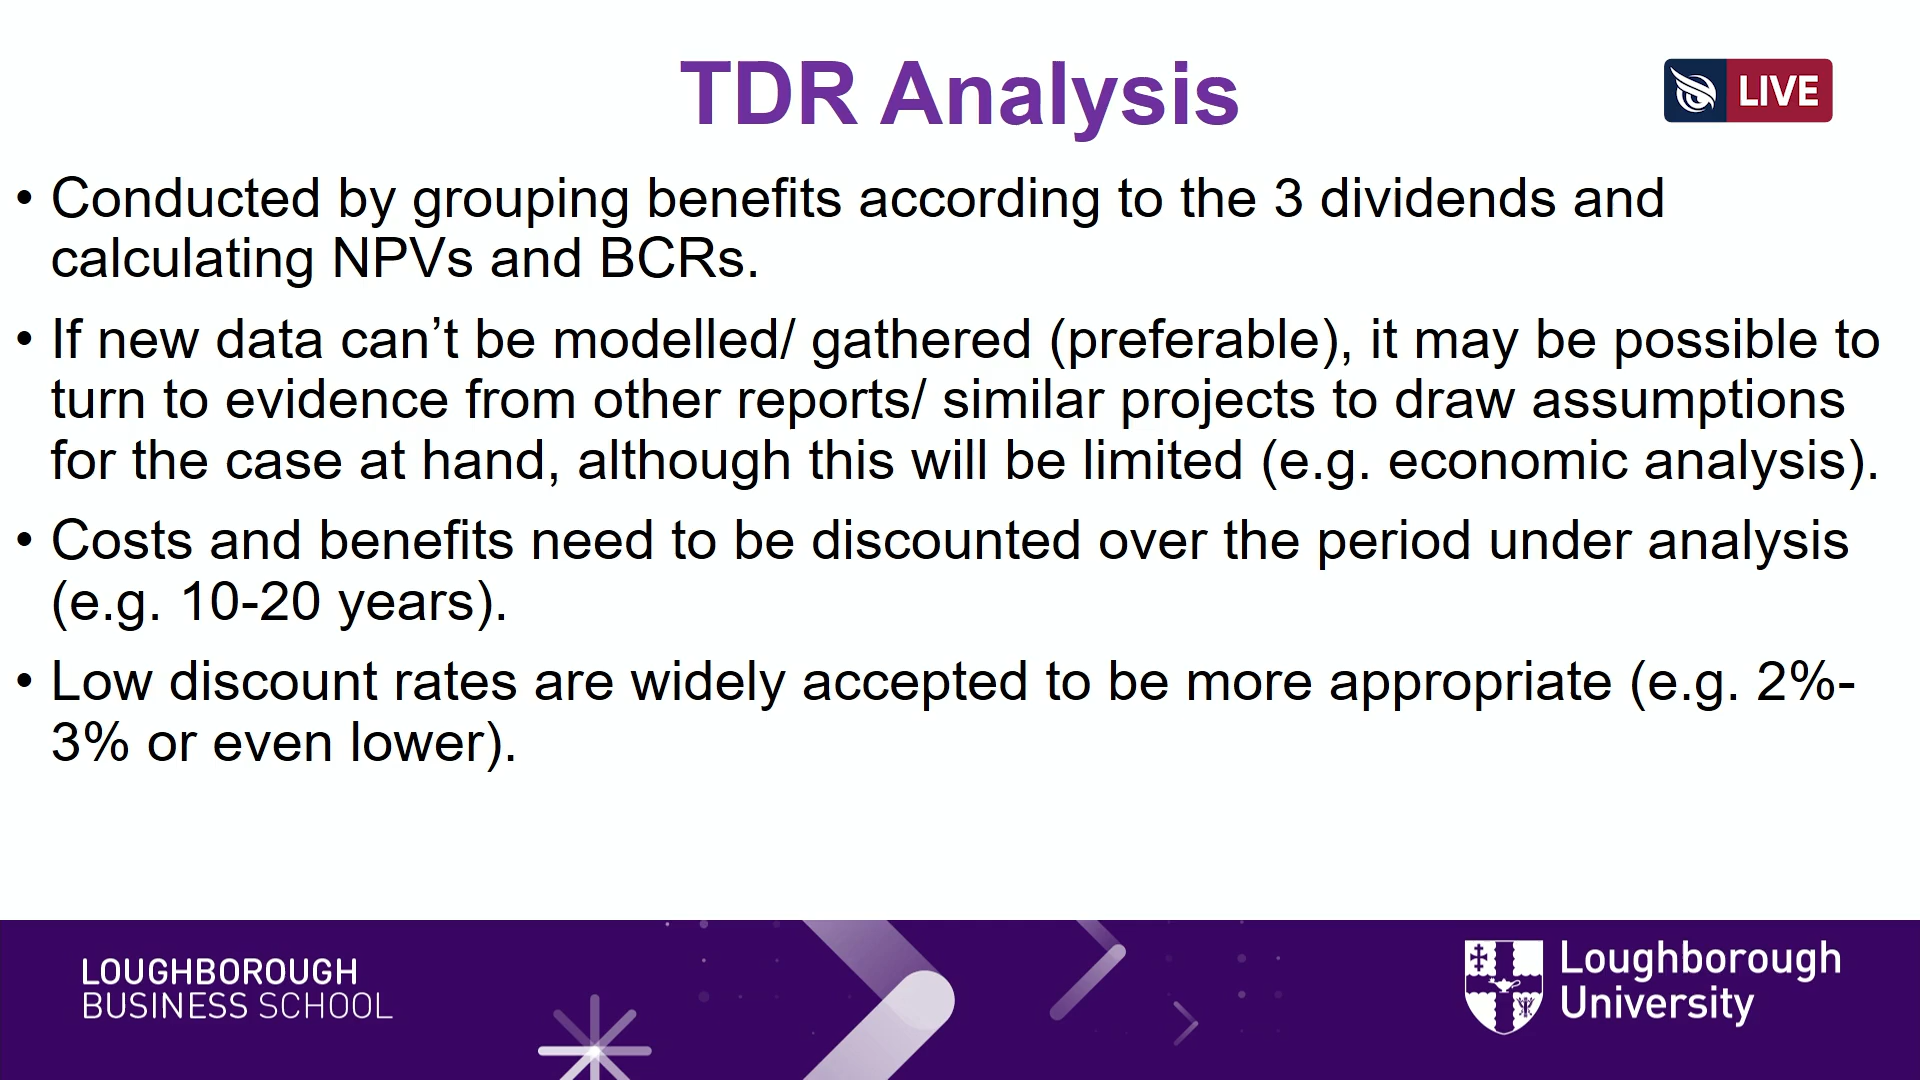 TDR Analysis
LIVE
• Conducted by grouping benefits according to the 3 dividends and
calculating NPVs and BCRs.
• If new data can’t be modelled/ gathered (preferable), it may be possible to
turn to evidence from other reports/ similar projects to draw assumptions
for the case at hand, although this will be limited (e.g. economic analysis).
• Costs and benefits need to be discounted over the period under analysis
(e.g. 10-20 years).
• Low discount rates are widely accepted to be more appropriate (e.g. 2%-
3% or even lower).
LOUGHBOROUGH
BUSINESS SCHOOL
Loughborough
University